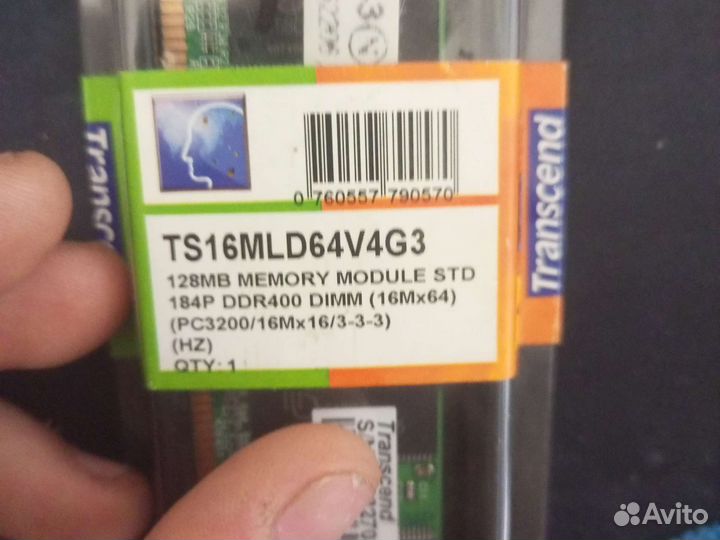 Transcend
0 760557 790570
TS16MLD64V4G3
128MB MEMORY MODULE STD
184P DDR400 DIMM (16Mx64)
(PC3200/16Mx16/3-3-3)
(HZ)
QTY: 1
Transcend
Transcend
Avito